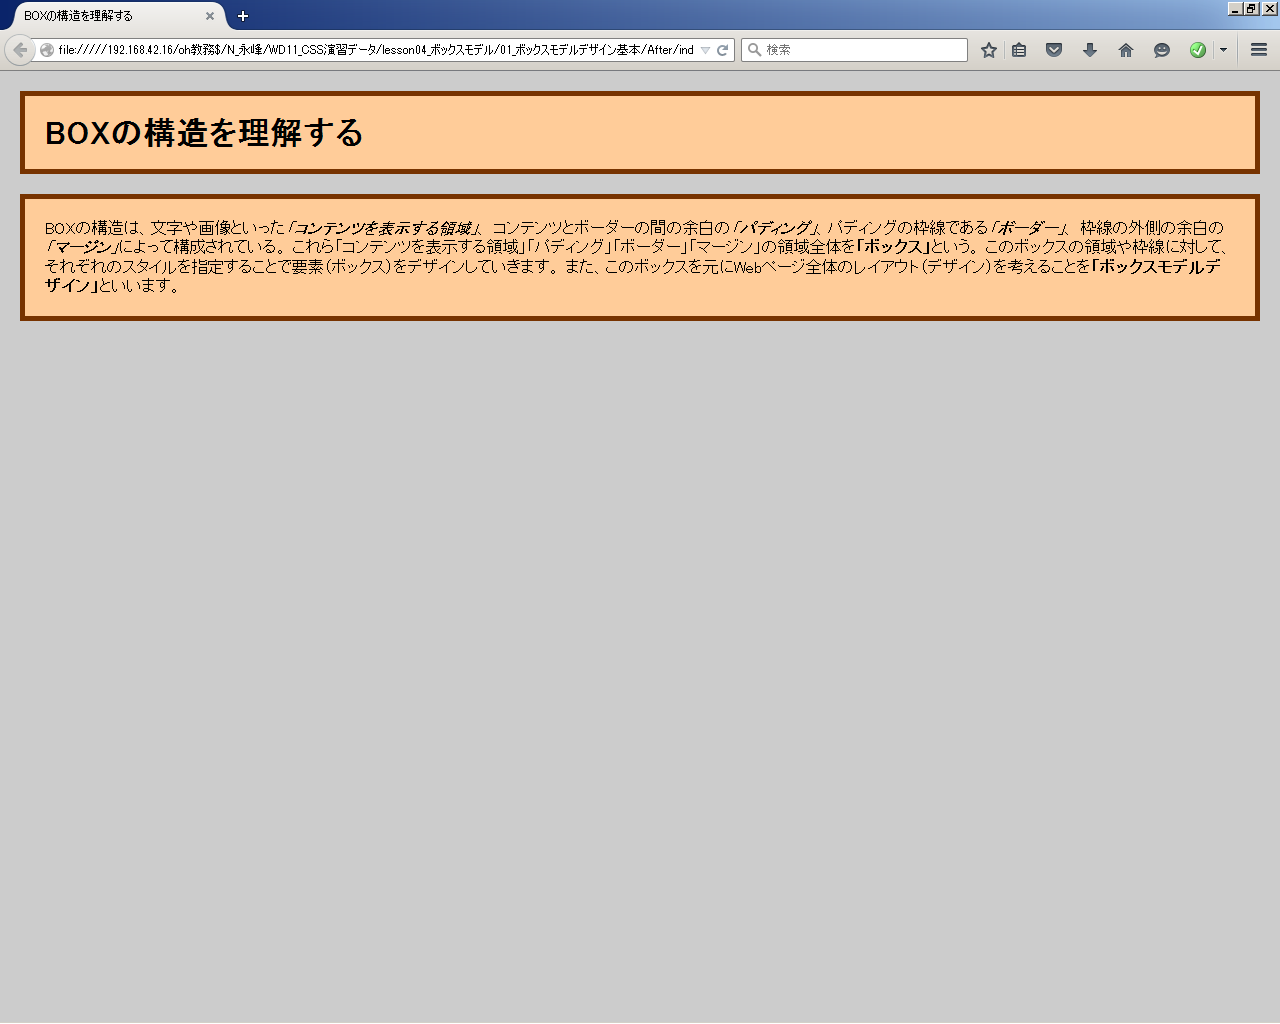 BOXの構造を理解する
file://///192.168.42.16/oh教務$/N_永峰/WD11_CSS演習データ/lesson04_ボックスモデル/01_ボックスモデルデザイン基本/After/ind
検索
BOXの構造を理解する
BOXの構造は、文字や画像といった「コンテンツを表示する領域」、コンテンツとボーダーの間の余白の「パディング」、パディングの枠線である「ボーダー」、枠線の外側の余白の
「マージン」によって構成されている。これら「コンテンツを表示する領域」「パディング」「ボーダー」「マージン」の領域全体を「ボックス」という。このボックスの領域や枠線に対して、
それぞれのスタイルを指定することで要素（ボックス）をデザインしていきます。また、このボックスを元にWebページ全体のレイアウト（デザイン）を考えることを「ボックスモデルデ
ザイン」といいます。